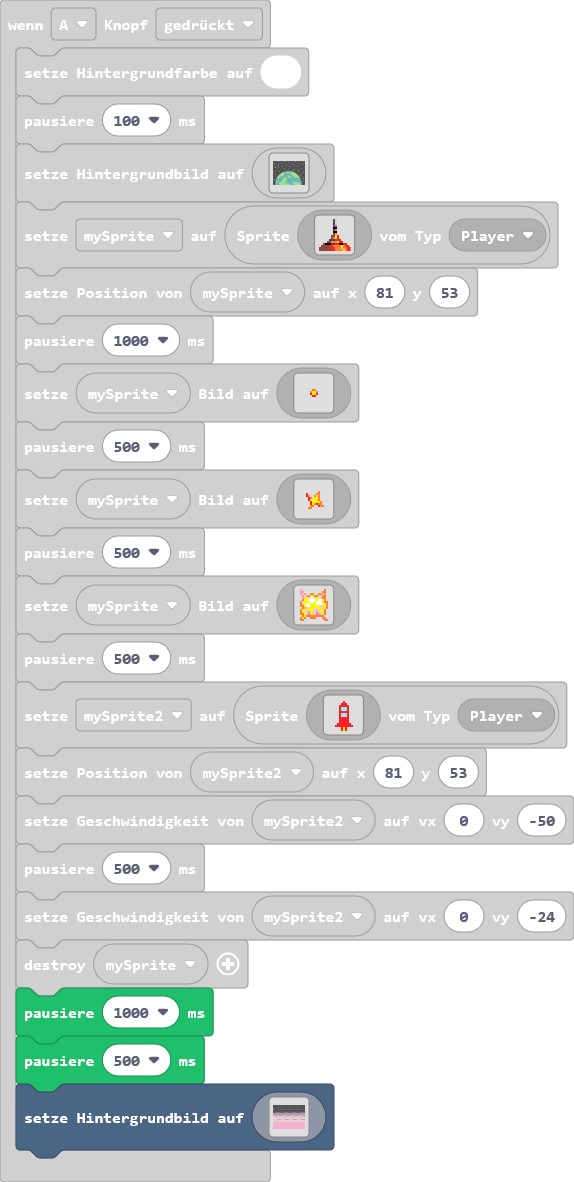 wenn A Knopf gedrückt
setze Hintergrundfarbe auf
pausiere 100 ms
setze Hintergrundbild auf
setze mySprite auf Sprite vom Typ Player
setze Position von mySprite auf x 81 y 53
pausiere 1000 ms
setze mySprite Bild auf
pausiere 500 ms
setze mySprite Bild auf
pausiere 500 ms
setze mySprite Bild auf
pausiere 500 ms
setze mySprite2 auf Sprite vom Typ Player
setze Position von mySprite2 auf x 81 y 53
setze Geschwindigkeit von mySprite2 auf vx 0 vy -50
pausiere 500 ms
setze Geschwindigkeit von mySprite2 auf vx 0 vy -24
destroy mySprite
pausiere 1000 ms
pausiere 500 ms
setze Hintergrundbild auf